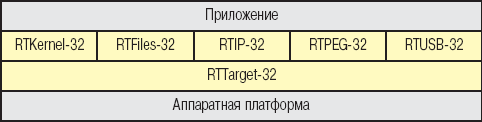 Приложение
RTKernel-32 RTFiles-32 RTIP-32 RTPEG-32 RTUSB-32
RTTarget-32
Аппаратная платформа